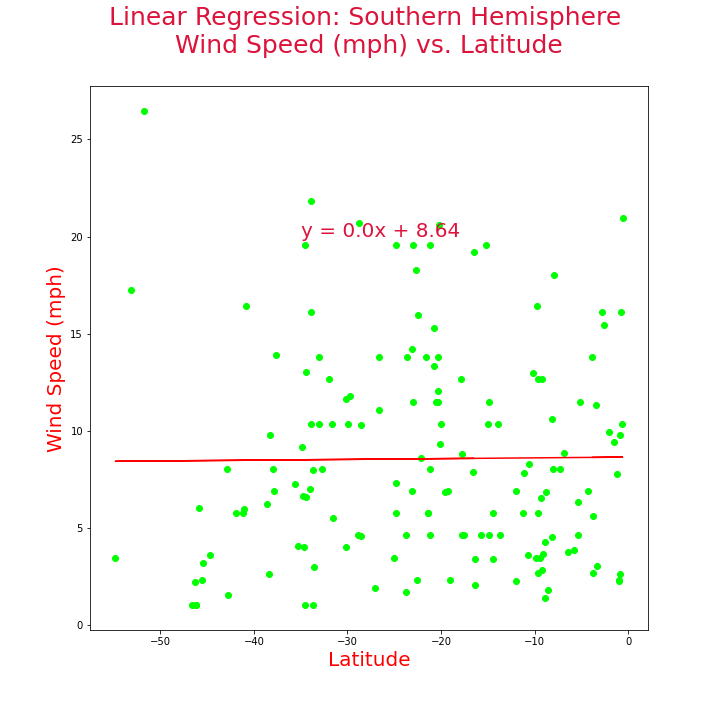 Linear Regression: Southern Hemisphere
Wind Speed (mph) vs. Latitude
25
20
15
10
5
0
Wind Speed (mph)
y = 0.0x + 8.64
−50
−40
−30
−20
−10
0
Latitude